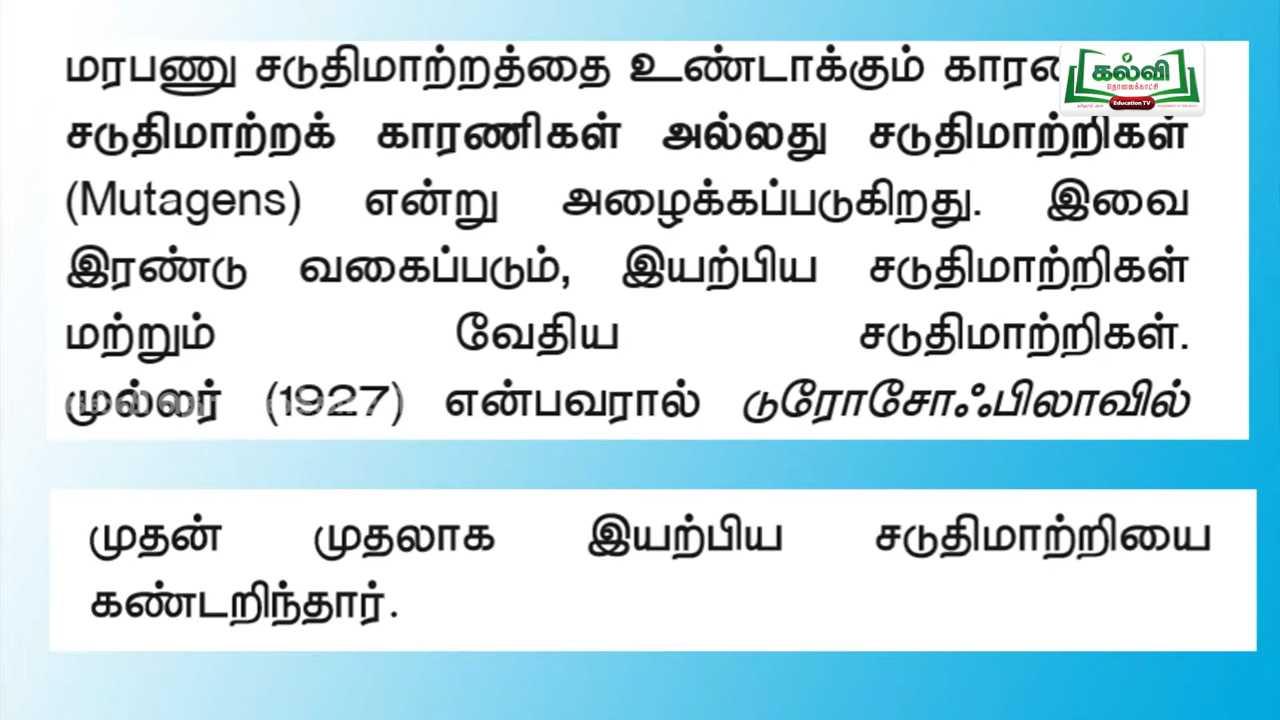 மரபணு சடுதிமாற்றத்தை உண்டாக்கும்
கல்வி
தொலைக்காட்சி
Education TV
சடுதிமாற்றக் காரணிகள் அல்லது சடுதிமாற்றிகள்
(Mutagens) என்று அழைக்கப்படுகிறது. இவை
இரண்டு வகைப்படும், இயற்பிய சடுதிமாற்றிகள்
மற்றும் வேதிய சடுதிமாற்றிகள்.
முல்லர் (1927) என்பவரால் டுரோசோஃபிலாவில்
முதன் முதலாக இயற்பிய சடுதிமாற்றியை
கண்டறிந்தார்.